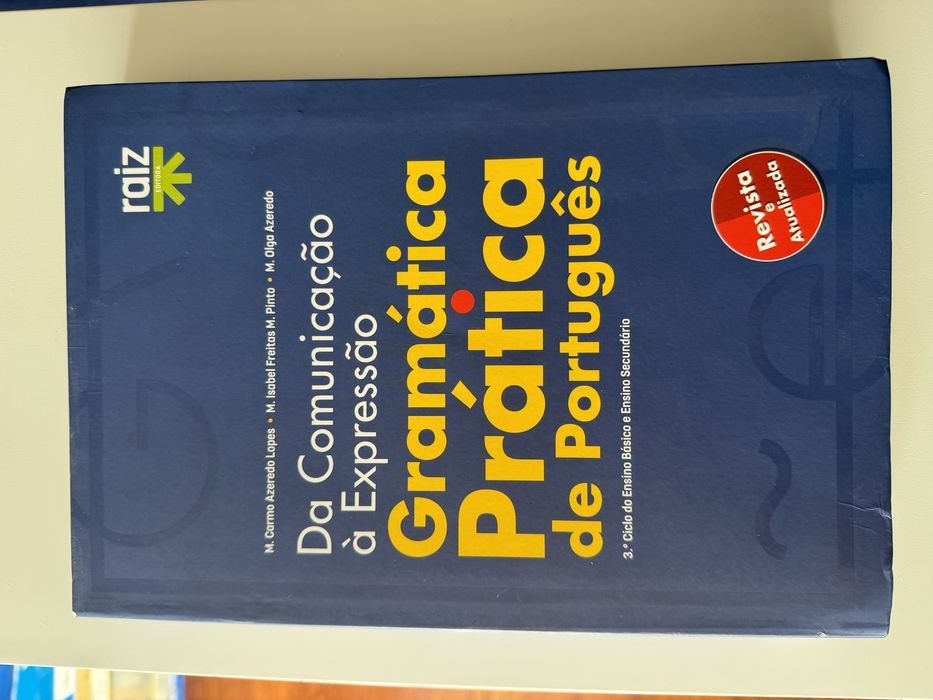 raiz
EDITORA
M. Carmo Azeredo Lopes • M. Isabel Freitas M. Pinto • M. Olga Azeredo
Da Comunicação
à Expressão
Gramática
Prática
de Português
3.º Ciclo do Ensino Básico e Ensino Secundário
Revista
e
Atualizada